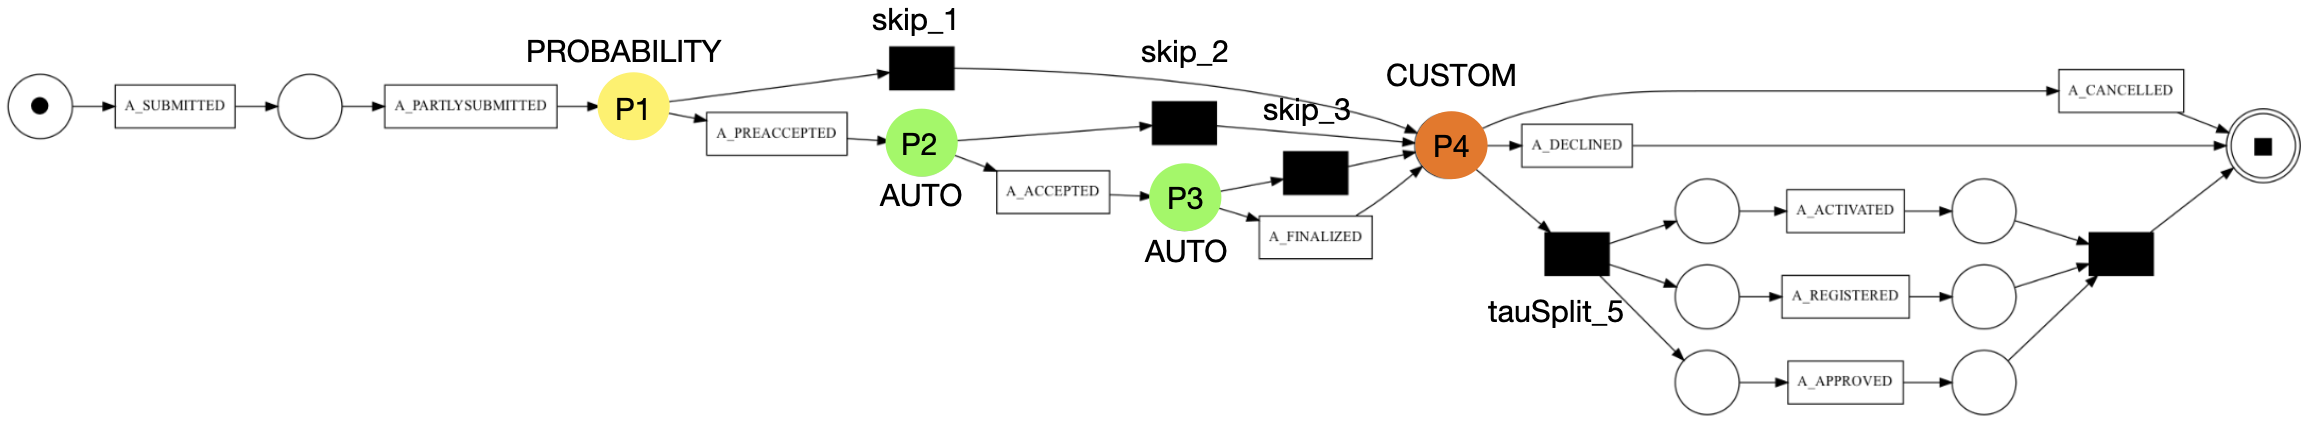 skip_1
PROBABILITY
skip_2
CUSTOM
A_CANCELLED
A_SUBMITTED
A_PARTLYSUBMITTED
P1
skip_3
A_PREACCEPTED
P2
P4
A_DECLINED
AUTO
A_ACCEPTED
P3
A_ACTIVATED
A_FINALIZED
AUTO
A_REGISTERED
tauSplit_5
A_APPROVED